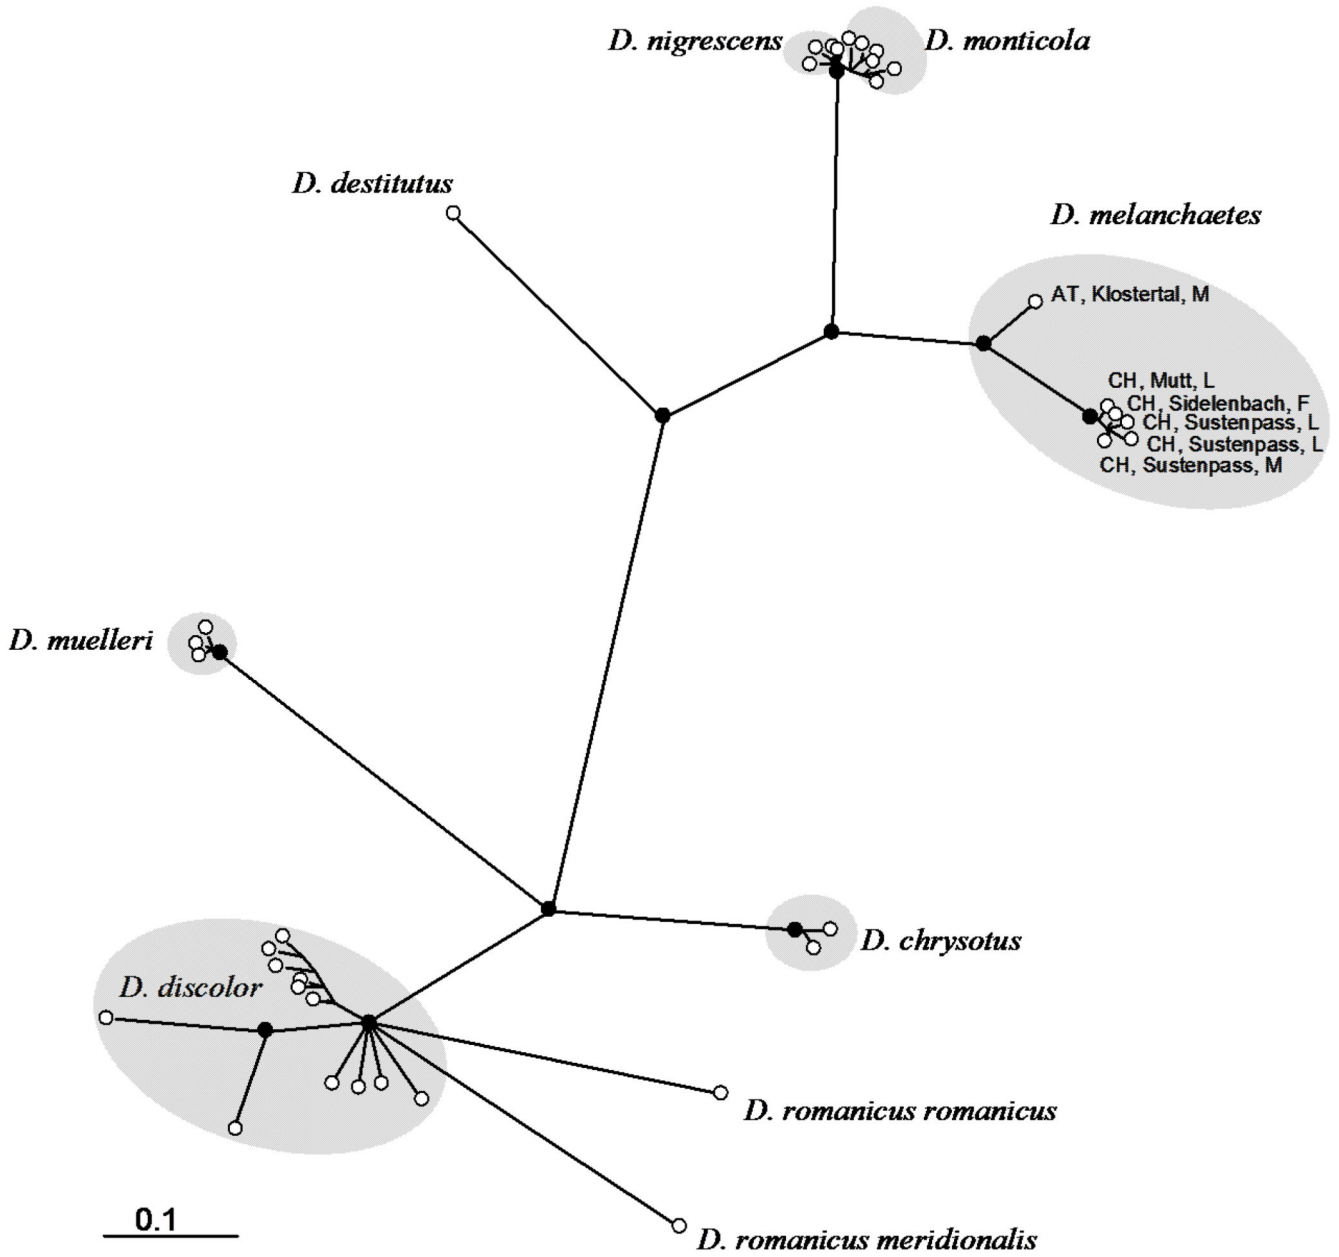 D. nigrescens
D. monticola
D. destitutus
D. melanchaetes
AT, Klostertal, M
CH, Mutt, L
CH, Sidelenbach, F
CH, Sustenpass, L
CH, Sustenpass, L
CH, Sustenpass, M
D. muelleri
D. chrysotus
D. discolor
D. romanicus romanicus
0.1
D. romanicus meridionalis